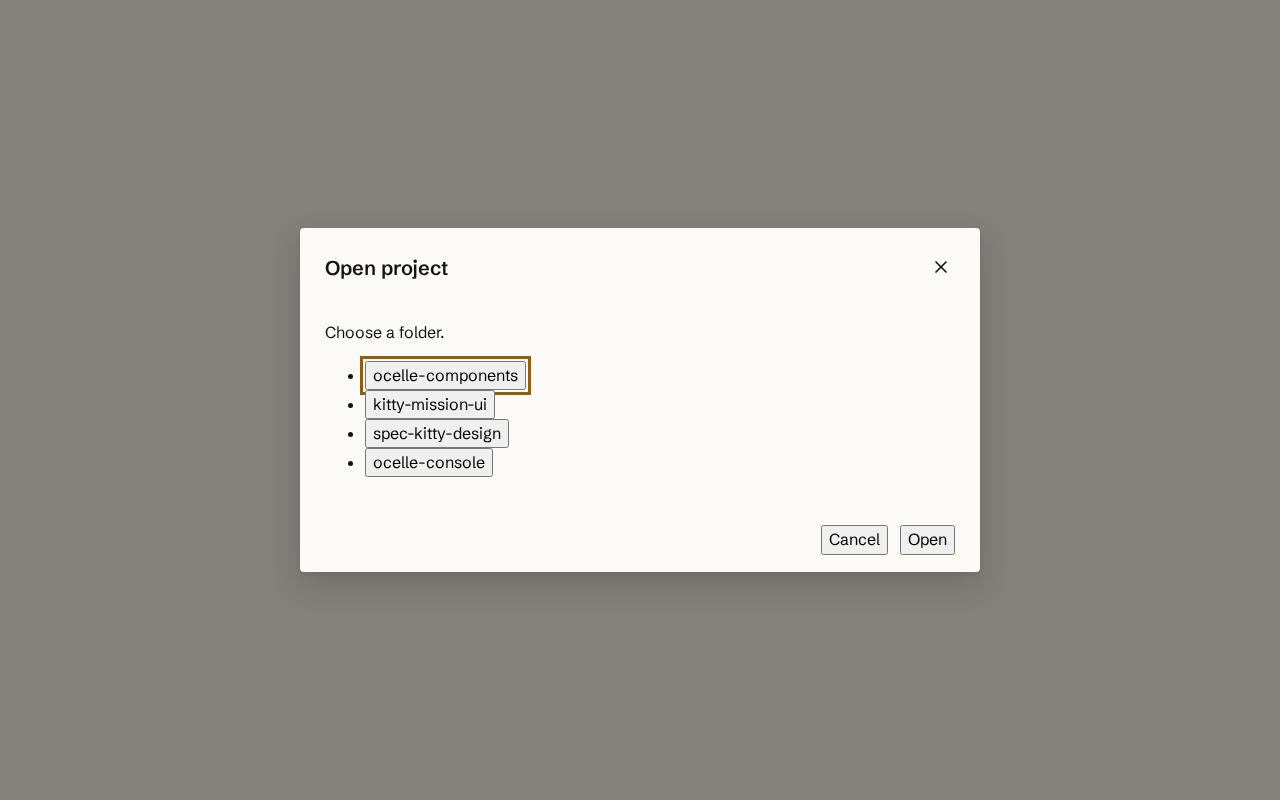 Open project
Choose a folder.
ocelle-components
kitty-mission-ui
spec-kitty-design
ocelle-console
Cancel Open